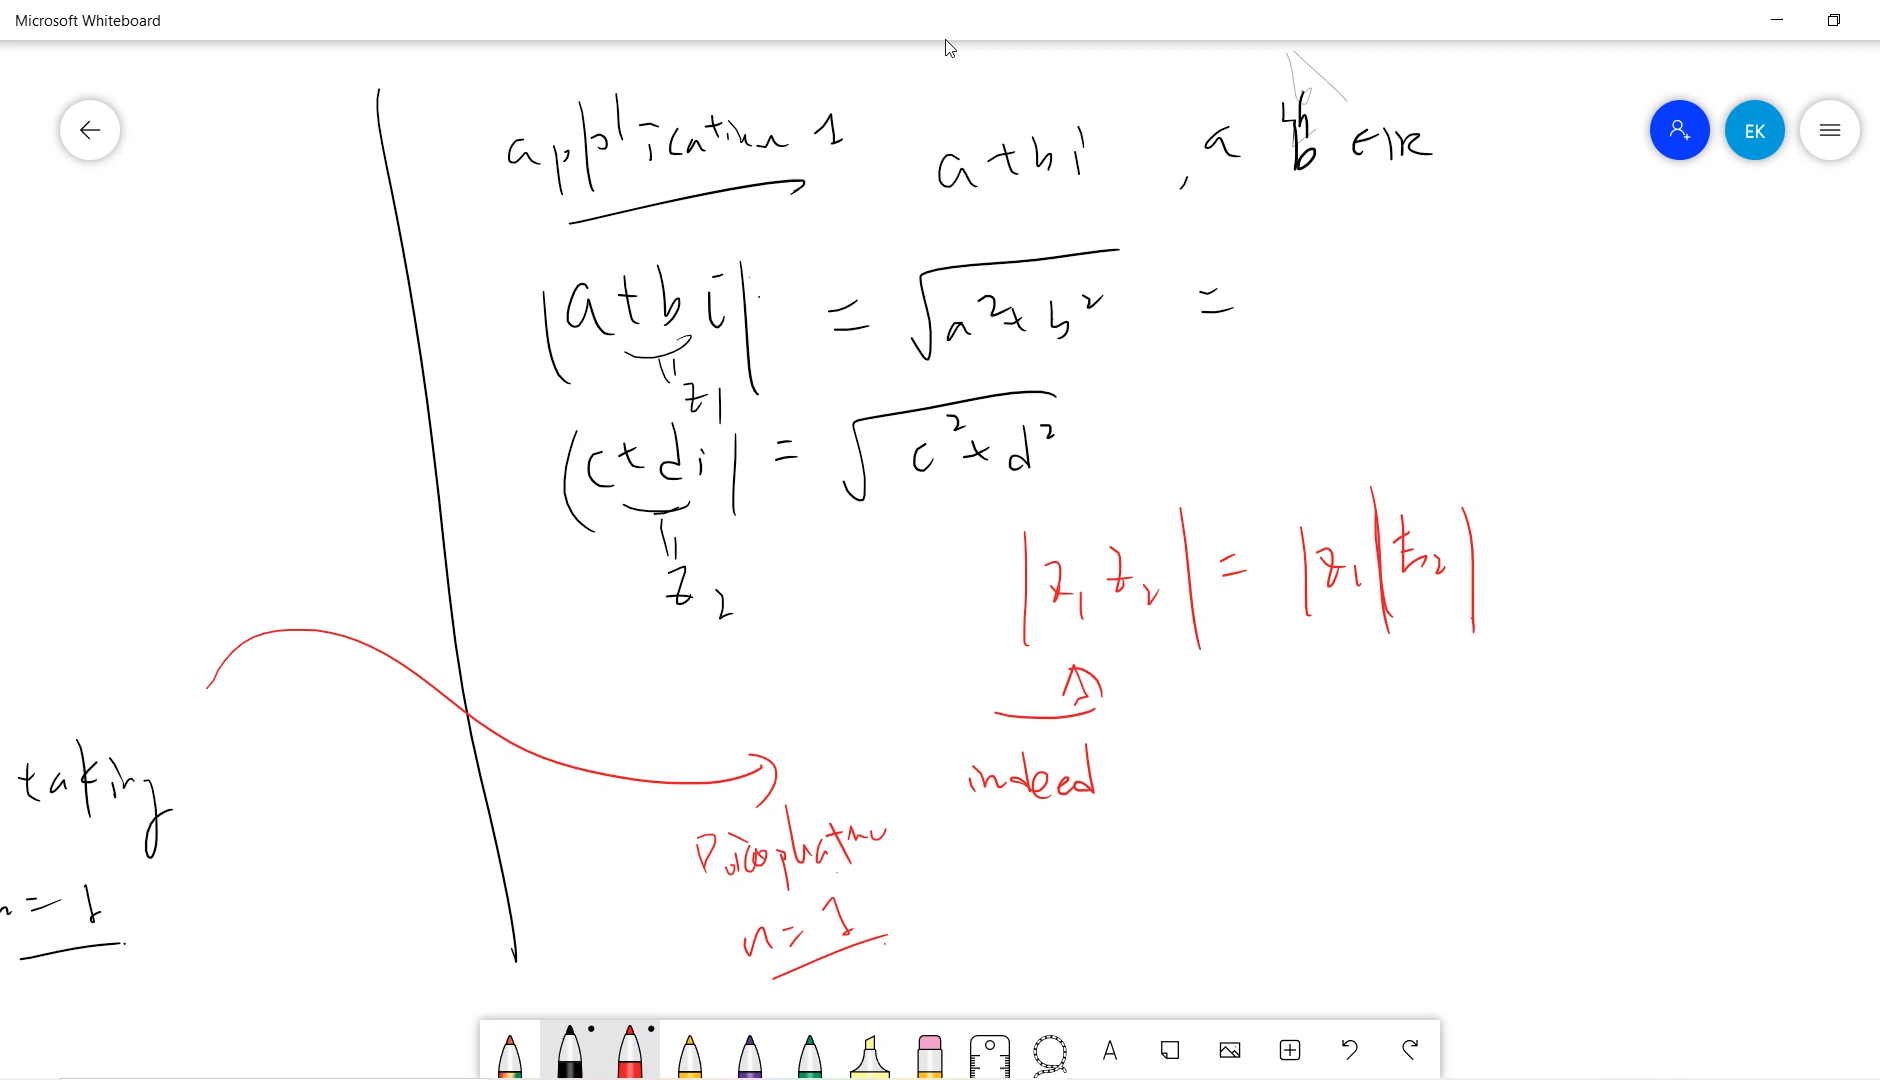 Microsoft Whiteboard
EK
application 1 a+bi , a b ∈ ℝ
|a+bi| = √a²+b² =
z₁
|c+di| = √c²+d²
z₂
|z₁ z₂| = |z₁||z₂|
indeed
taking
n = 1
n = 1
A